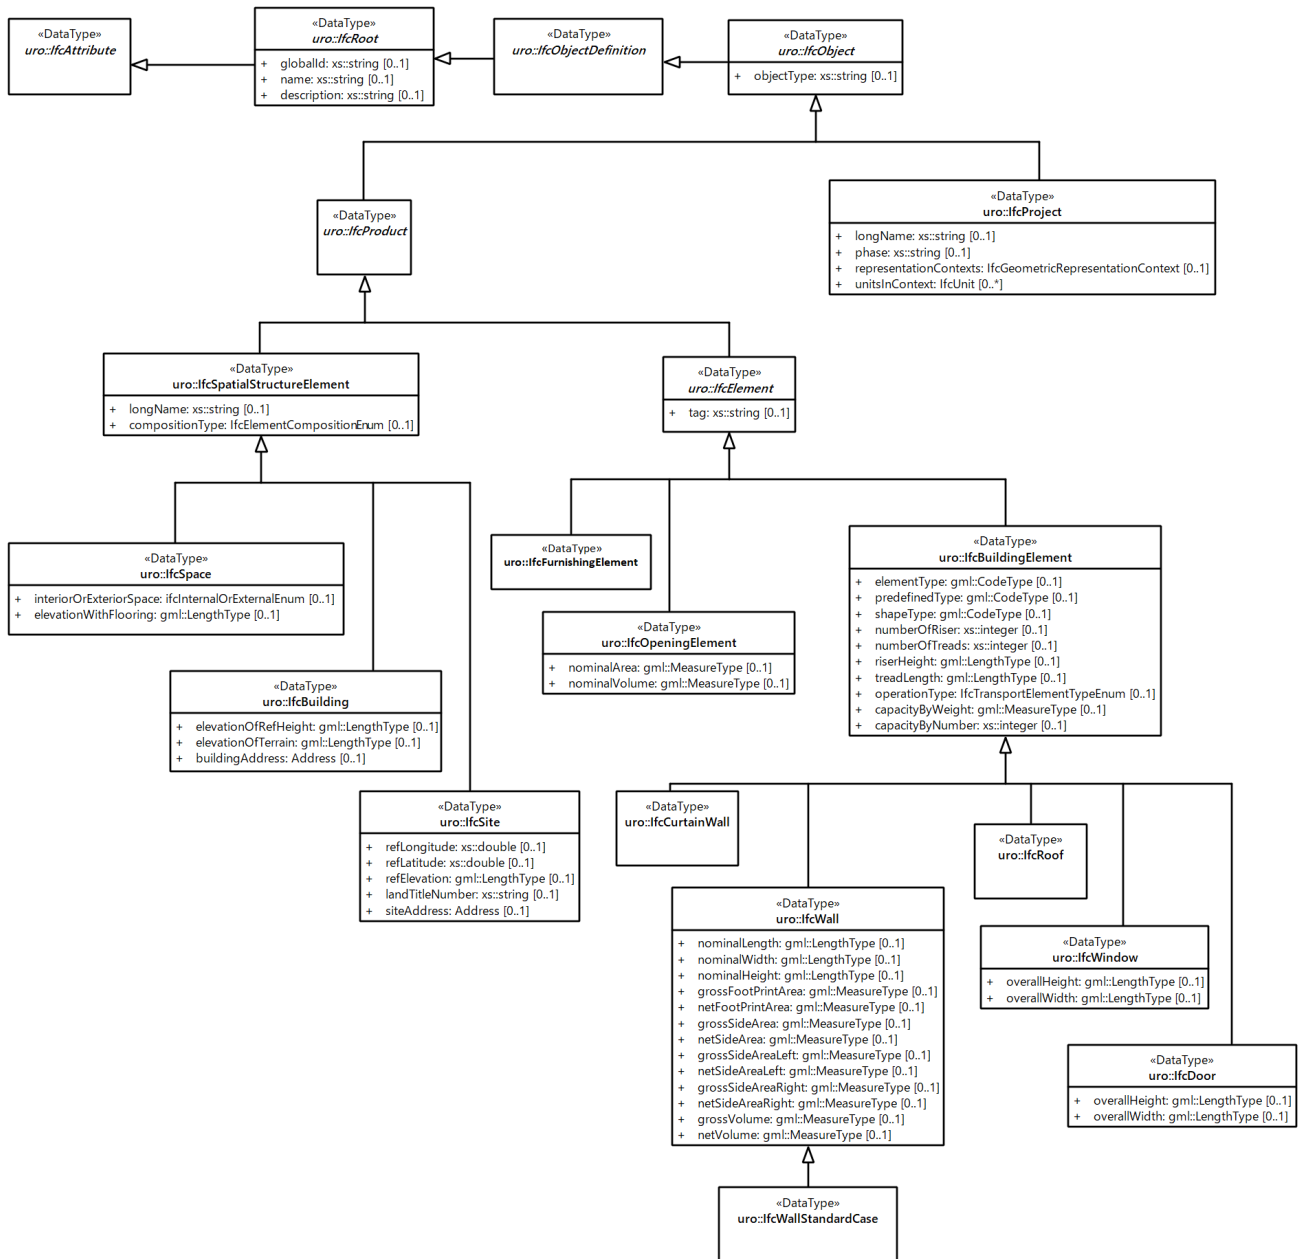 «DataType»
uro::IfcAttribute
«DataType»
uro::IfcRoot
+ globalId: xs::string [0..1]
+ name: xs::string [0..1]
+ description: xs::string [0..1]
«DataType»
uro::IfcObjectDefinition
«DataType»
uro::IfcObject
+ objectType: xs::string [0..1]
«DataType»
uro::IfcProduct
«DataType»
uro::IfcProject
+ longName: xs::string [0..1]
+ phase: xs::string [0..1]
+ representationContexts: IfcGeometricRepresentationContext [0..1]
+ unitsInContext: IfcUnit [0..*]
«DataType»
uro::IfcSpatialStructureElement
+ longName: xs::string [0..1]
+ compositionType: IfcElementCompositionEnum [0..1]
«DataType»
uro::IfcElement
+ tag: xs::string [0..1]
«DataType»
uro::IfcSpace
+ interiorOrExteriorSpace: ifcInternalOrExternalEnum [0..1]
+ elevationWithFlooring: gml::LengthType [0..1]
«DataType»
uro::IfcFurnishingElement
«DataType»
uro::IfcBuildingElement
+ elementType: gml::CodeType [0..1]
+ predefinedType: gml::CodeType [0..1]
+ shapeType: gml::CodeType [0..1]
+ numberOfRiser: xs::integer [0..1]
+ numberOfTreads: xs::integer [0..1]
+ riserHeight: gml::LengthType [0..1]
+ treadLength: gml::LengthType [0..1]
+ operationType: IfcTransportElementTypeEnum [0..1]
+ capacityByWeight: gml::MeasureType [0..1]
+ capacityByNumber: xs::integer [0..1]
«DataType»
uro::IfcOpeningElement
+ nominalArea: gml::MeasureType [0..1]
+ nominalVolume: gml::MeasureType [0..1]
«DataType»
uro::IfcBuilding
+ elevationOfRefHeight: gml::LengthType [0..1]
+ elevationOfTerrain: gml::LengthType [0..1]
+ buildingAddress: Address [0..1]
«DataType»
uro::IfcSite
+ refLongitude: xs::double [0..1]
+ refLatitude: xs::double [0..1]
+ refElevation: gml::LengthType [0..1]
+ landTitleNumber: xs::string [0..1]
+ siteAddress: Address [0..1]
«DataType»
uro::IfcCurtainWall
«DataType»
uro::IfcRoof
«DataType»
uro::IfcWall
+ nominalLength: gml::LengthType [0..1]
+ nominalWidth: gml::LengthType [0..1]
+ nominalHeight: gml::LengthType [0..1]
+ grossFootPrintArea: gml::MeasureType [0..1]
+ netFootPrintArea: gml::MeasureType [0..1]
+ grossSideArea: gml::MeasureType [0..1]
+ netSideArea: gml::MeasureType [0..1]
+ grossSideAreaLeft: gml::MeasureType [0..1]
+ netSideAreaLeft: gml::MeasureType [0..1]
+ grossSideAreaRight: gml::MeasureType [0..1]
+ netSideAreaRight: gml::MeasureType [0..1]
+ grossVolume: gml::MeasureType [0..1]
+ netVolume: gml::MeasureType [0..1]
«DataType»
uro::IfcWindow
+ overallHeight: gml::LengthType [0..1]
+ overallWidth: gml::LengthType [0..1]
«DataType»
uro::IfcDoor
+ overallHeight: gml::LengthType [0..1]
+ overallWidth: gml::LengthType [0..1]
«DataType»
uro::IfcWallStandardCase